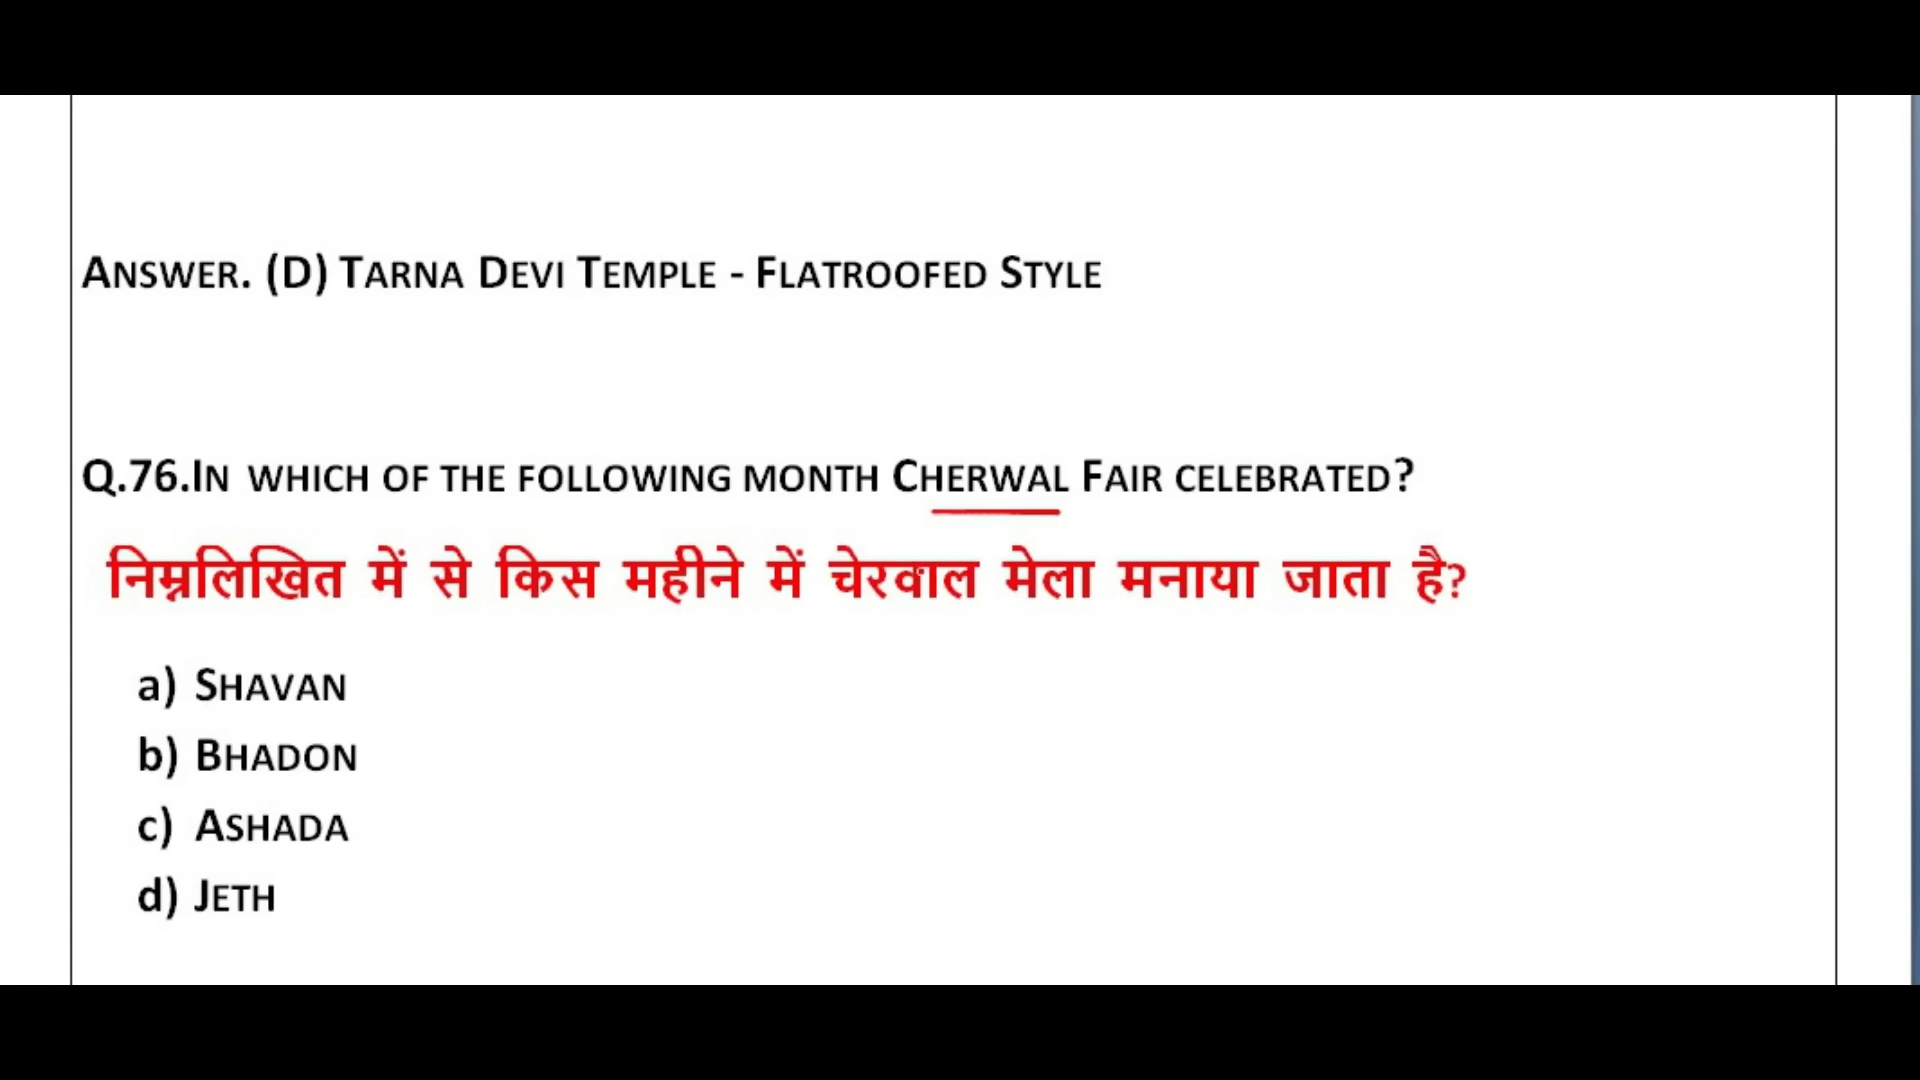 ANSWER. (D) TARNA DEVI TEMPLE - FLATROOFED STYLE
Q.76.IN WHICH OF THE FOLLOWING MONTH CHERWAL FAIR CELEBRATED?
निम्नलिखित में से किस महीने में चेरवाल मेला मनाया जाता है?
a) SHAVAN
b) BHADON
c) ASHADA
d) JETH